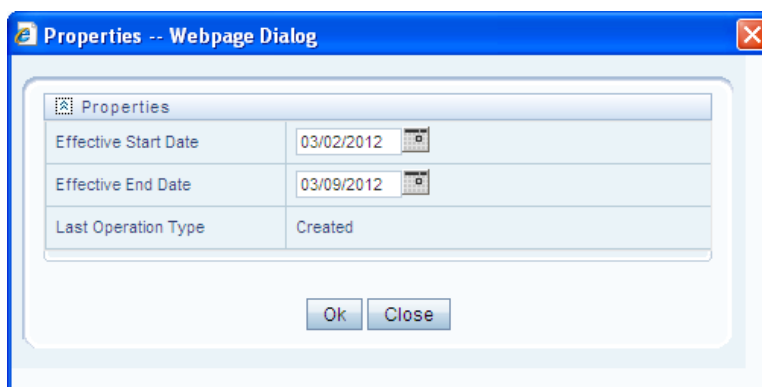 Properties -- Webpage Dialog
Properties
Effective Start Date 03/02/2012
Effective End Date 03/09/2012
Last Operation Type Created
Ok Close